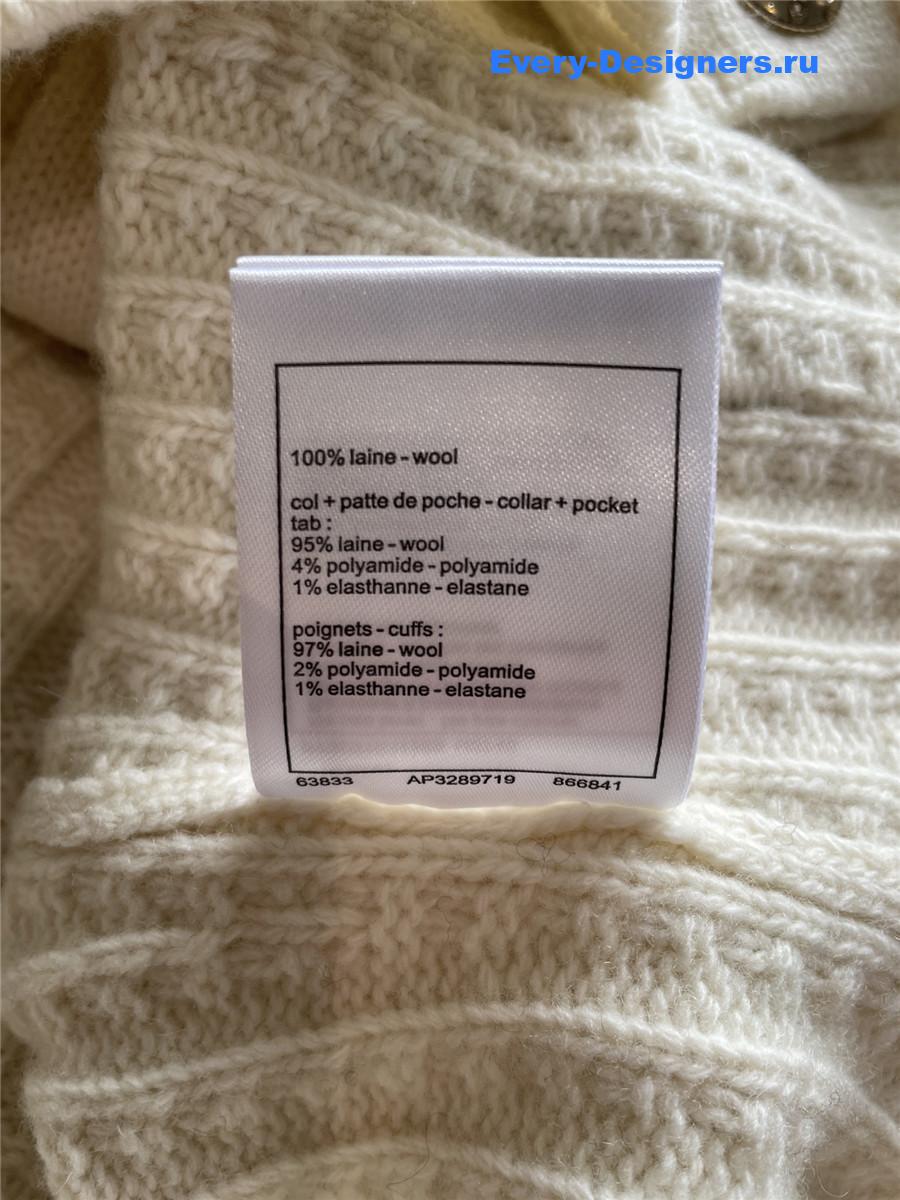 Every-Designers.ru
100% laine - wool
col + patte de poche - collar + pocket
tab :
95% laine - wool
4% polyamide - polyamide
1% elasthanne - elastane
poignets - cuffs :
97% laine - wool
2% polyamide - polyamide
1% elasthanne - elastane
63833 AP3289719 866841